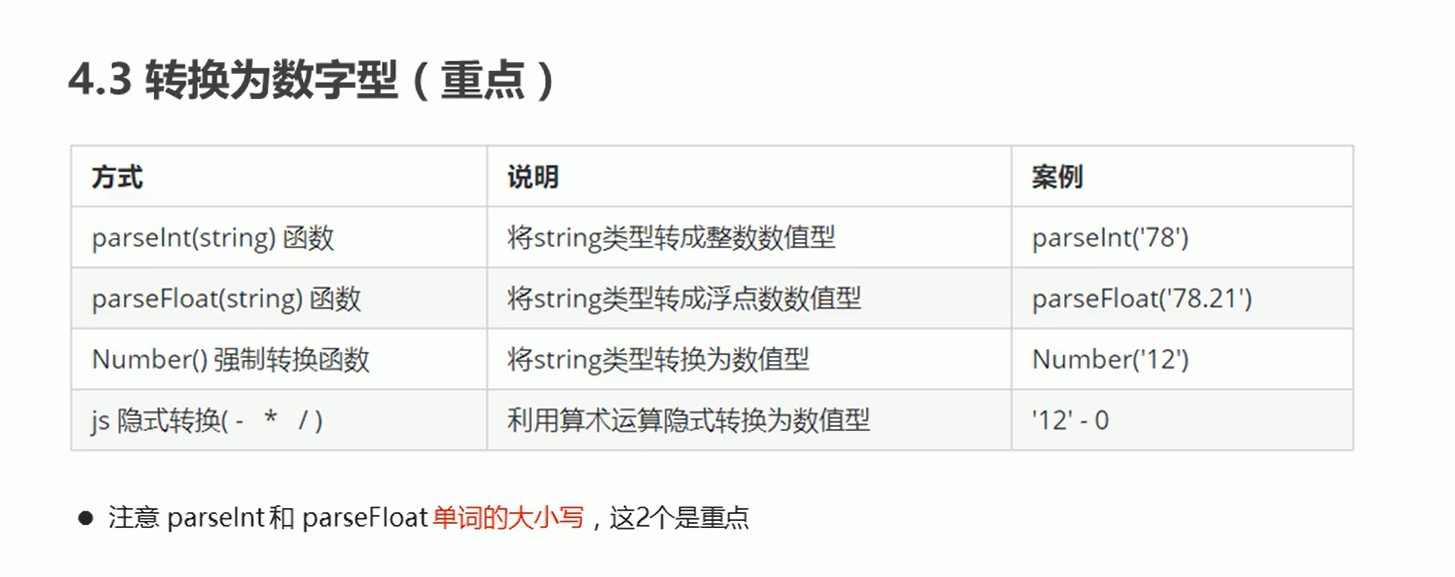 4.3 转换为数字型（重点）
方式 说明 案例
parseInt(string) 函数 将string类型转成整数数值型 parseInt('78')
parseFloat(string) 函数 将string类型转成浮点数数值型 parseFloat('78.21')
Number() 强制转换函数 将string类型转换为数值型 Number('12')
js 隐式转换( - * / ) 利用算术运算隐式转换为数值型 '12' - 0
● 注意 parseInt 和 parseFloat 单词的大小写，这2个是重点